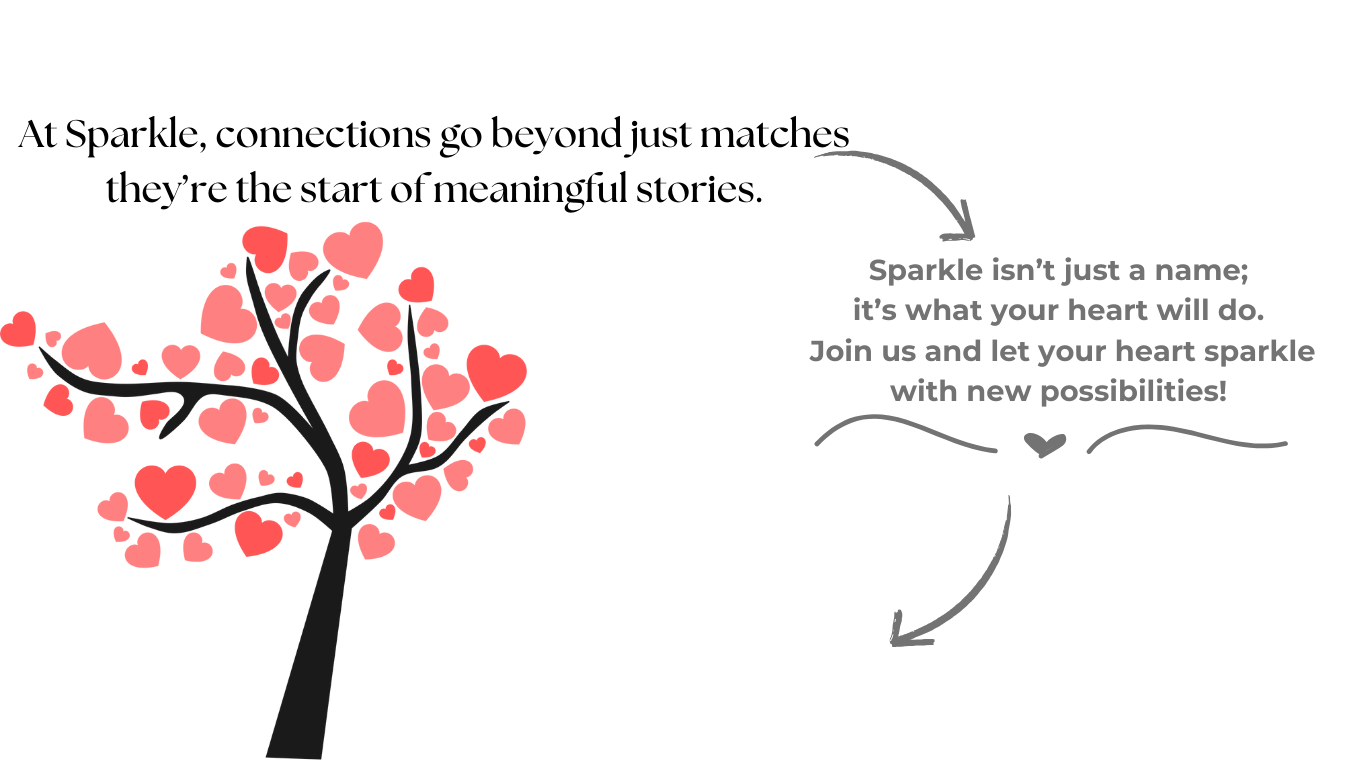 At Sparkle, connections go beyond just matches
they’re the start of meaningful stories.
Sparkle isn’t just a name;
it’s what your heart will do.
Join us and let your heart sparkle
with new possibilities!